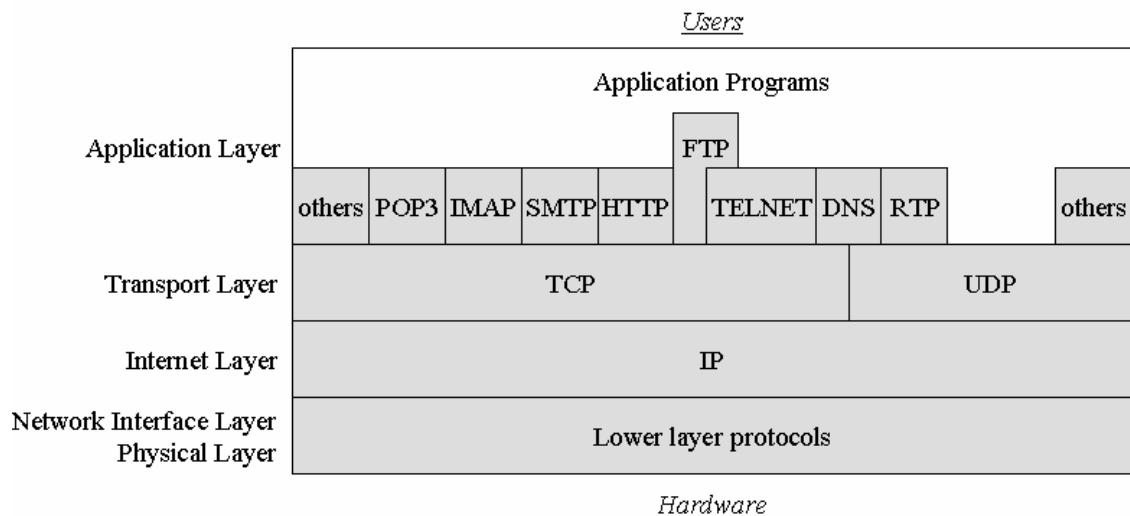 Users
Application Programs
Application Layer
FTP
others POP3 IMAP SMTP HTTP TELNET DNS RTP others
Transport Layer TCP UDP
Internet Layer IP
Network Interface Layer
Physical Layer
Lower layer protocols
Hardware